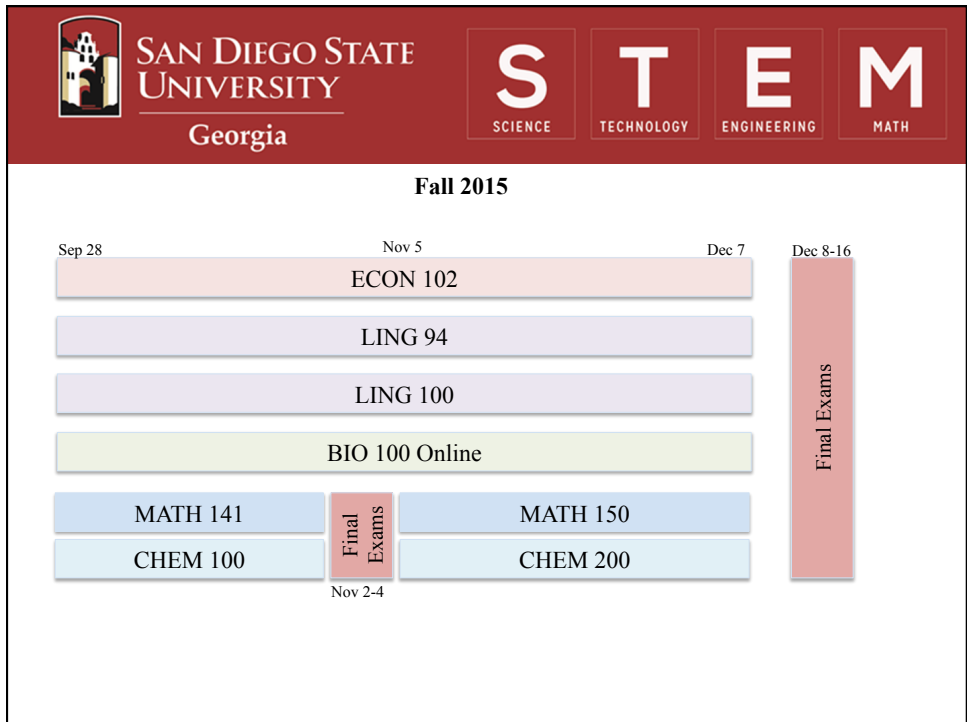 SAN DIEGO STATE
UNIVERSITY
Georgia
S
SCIENCE
T
TECHNOLOGY
E
ENGINEERING
M
MATH
Fall 2015
Sep 28
Nov 5
Dec 7
Dec 8-16
ECON 102
LING 94
LING 100
BIO 100 Online
MATH 141
CHEM 100
Final
Exams
MATH 150
CHEM 200
Nov 2-4
Final Exams